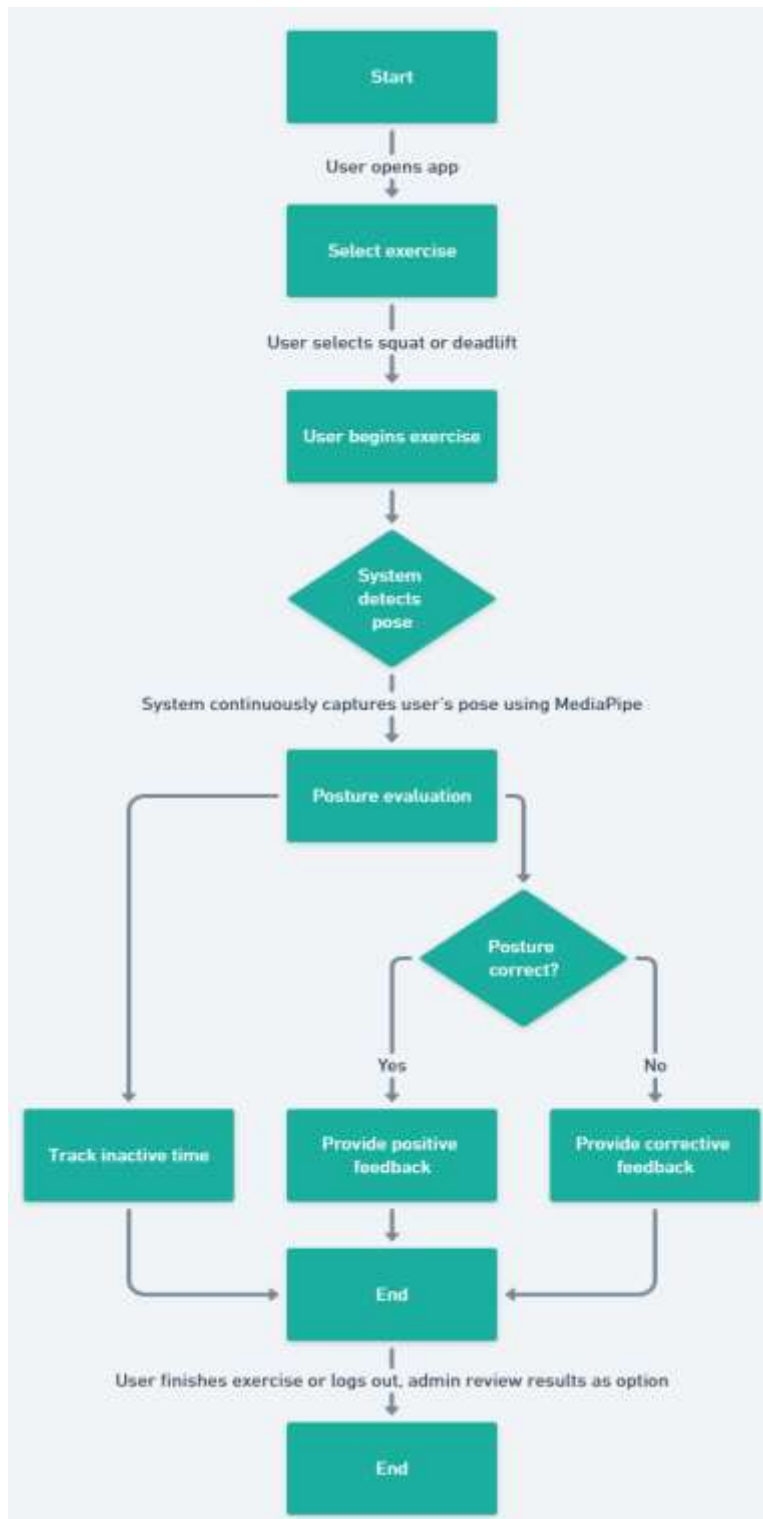 Start
User opens app
Select exercise
User selects squat or deadlift
User begins exercise
System
detects
pose
System continuously captures user's pose using MediaPipe
Posture evaluation
Posture
correct?
Yes
No
Track inactive time
Provide positive
feedback
Provide corrective
feedback
End
User finishes exercise or logs out, admin review results as option
End